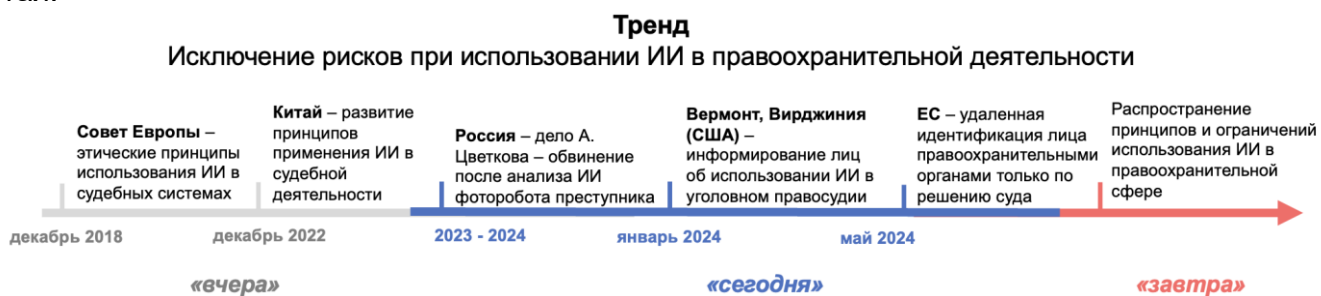 Тренд
Исключение рисков при использовании ИИ в правоохранительной деятельности
Совет Европы –
этические принципы
использования ИИ в
судебных системах
Китай – развитие
принципов
применения ИИ в
судебной
деятельности
Россия – дело А.
Цветкова – обвинение
после анализа ИИ
фоторобота преступника
Вермонт, Вирджиния
(США) –
информирование лиц
об использовании ИИ в
уголовном правосудии
ЕС – удаленная
идентификация лица
правоохранительными
органами только по
решению суда
Распространение
принципов и ограничений
использования ИИ в
правоохранительной
сфере
декабрь 2018
декабрь 2022
2023 - 2024
январь 2024
май 2024
«вчера»
«сегодня»
«завтра»